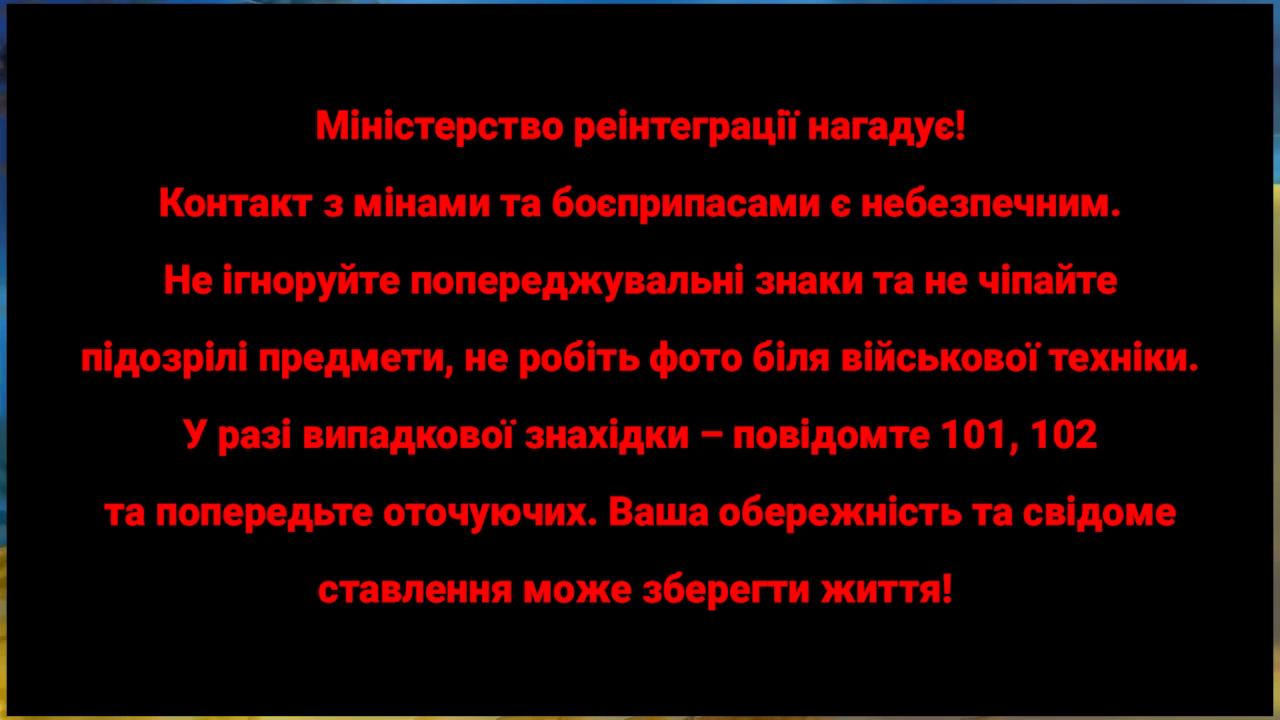 Міністерство реінтеграції нагадує!
Контакт з мінами та боєприпасами є небезпечним.
Не ігноруйте попереджувальні знаки та не чіпайте
підозрілі предмети, не робіть фото біля військової техніки.
У разі випадкової знахідки – повідомте 101, 102
та попередьте оточуючих. Ваша обережність та свідоме
ставлення може зберегти життя!